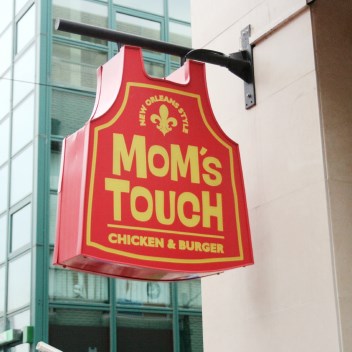 NEW ORLEANS STYLE
MOM'S
TOUCH
CHICKEN & BURGER